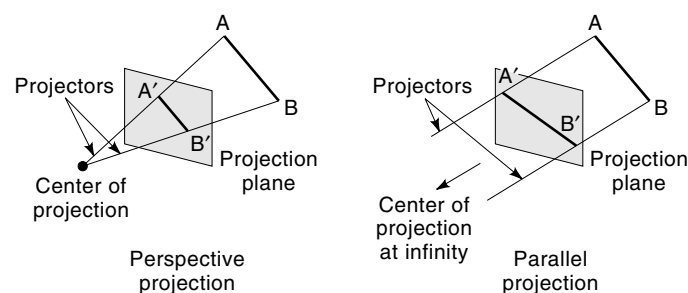 A
Projectors
A′
B
B′
Projection
plane
Center of
projection
Perspective
projection
A
Projectors
A′
B
B′
Projection
plane
Center of
projection
at infinity
Parallel
projection